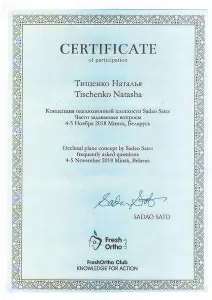 CERTIFICATE
of participation
Тищенко Наталья
Tischenko Natasha
Концепция окклюзионной плоскости Sadao Sato:
Часто задаваемые вопросы
4-5 Ноября 2018 Минск, Беларусь
Occlusal plane concept by Sadao Sato:
frequently asked questions
4-5 November 2018 Minsk, Belarus
Sadao Sato
SADAO SATO
Fresh
Ortho
FreshOrtho Club
KNOWLEDGE FOR ACTION